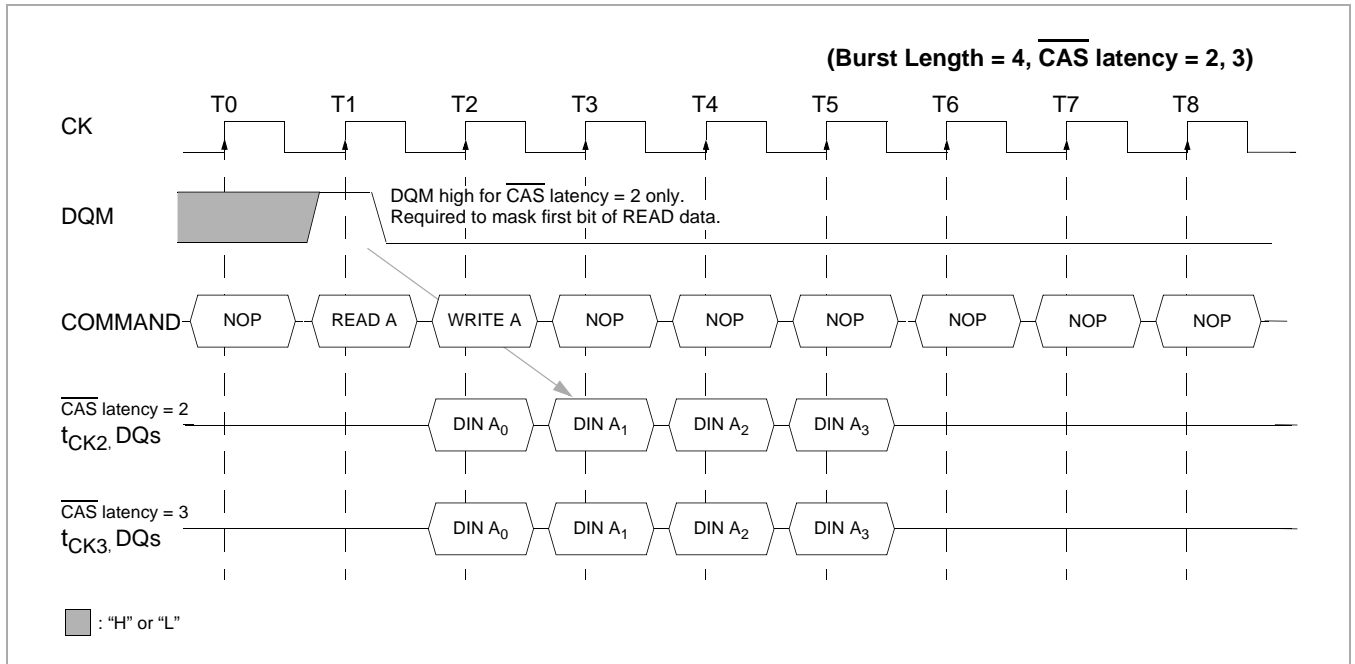 (Burst Length = 4, CAS latency = 2, 3)
T0 T1 T2 T3 T4 T5 T6 T7 T8
CK
DQM
DQM high for CAS latency = 2 only.
Required to mask first bit of READ data.
COMMAND NOP READ A WRITE A NOP NOP NOP NOP NOP NOP
CAS latency = 2
tCK2, DQs DIN A0 DIN A1 DIN A2 DIN A3
CAS latency = 3
tCK3, DQs DIN A0 DIN A1 DIN A2 DIN A3
: “H” or “L”